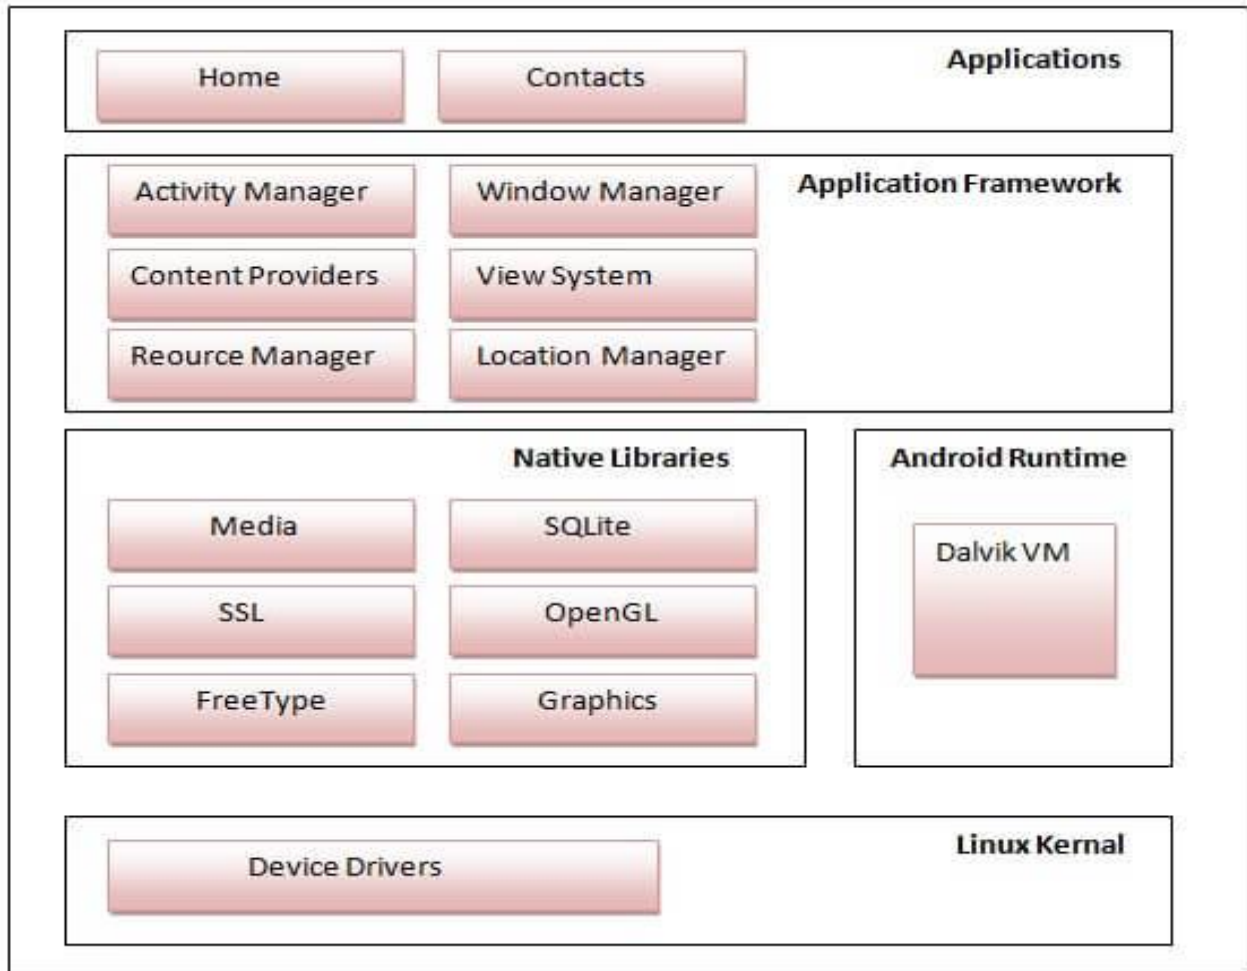 Applications
Home
Contacts
Application Framework
Activity Manager
Window Manager
Content Providers
View System
Reource Manager
Location Manager
Native Libraries
Media
SQLite
SSL
OpenGL
FreeType
Graphics
Android Runtime
Dalvik VM
Linux Kernal
Device Drivers